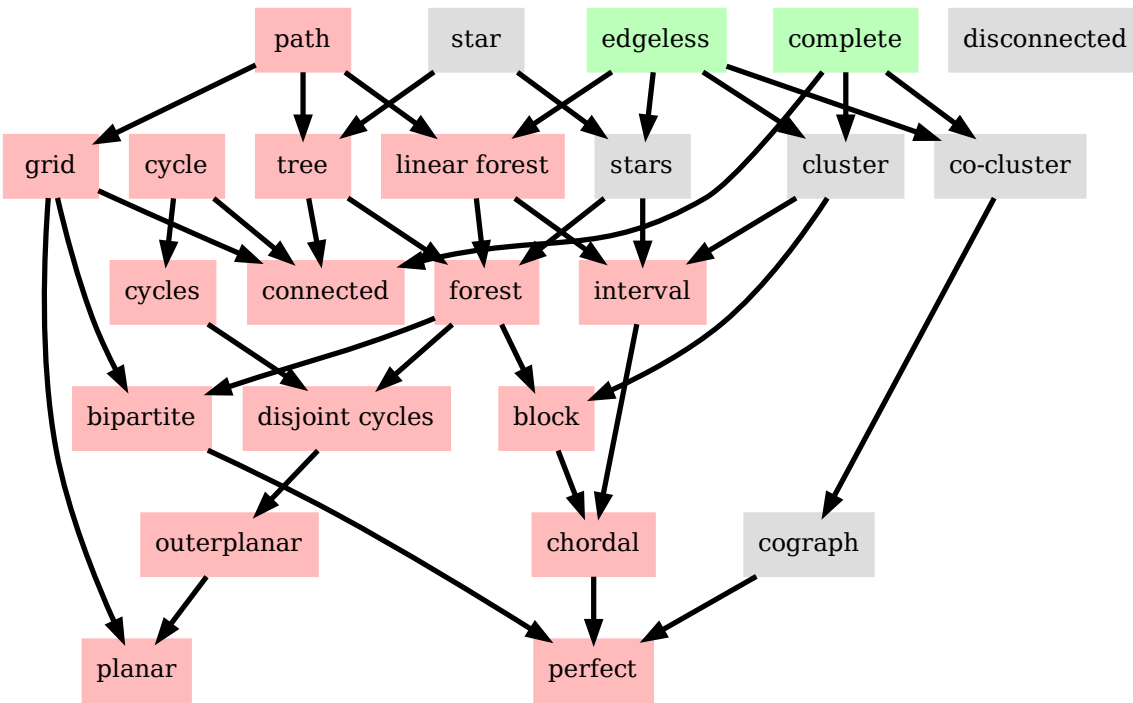 path
star
edgeless
complete
disconnected
grid
cycle
tree
linear forest
stars
cluster
co-cluster
cycles
connected
forest
interval
bipartite
disjoint cycles
block
outerplanar
chordal
cograph
planar
perfect